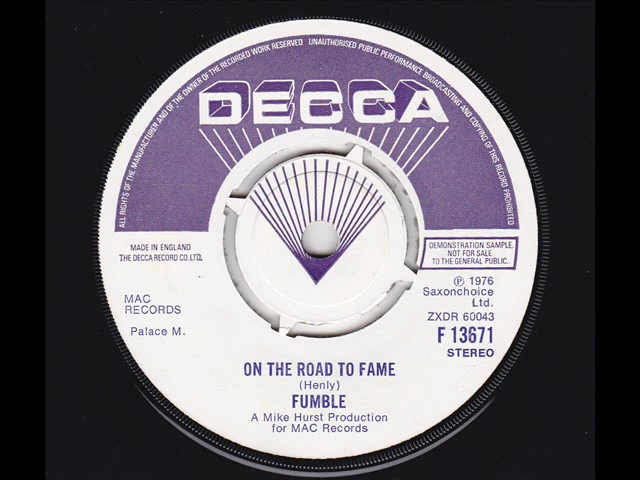 ALL RIGHTS OF THE MANUFACTURER AND OF THE OWNER OF THE RECORDED WORK RESERVED UNAUTHORISED PUBLIC PERFORMANCE BROADCASTING AND COPYING OF THIS RECORD PROHIBITED
DECCA
MADE IN ENGLAND
THE DECCA RECORD CO. LTD.
DEMONSTRATION SAMPLE
NOT FOR SALE
TO THE GENERAL PUBLIC.
MAC
RECORDS
Palace M.
℗ 1976
Saxonchoice
Ltd.
ZXDR 60043
F 13671
STEREO
ON THE ROAD TO FAME
(Henly)
FUMBLE
A Mike Hurst Production
for MAC Records